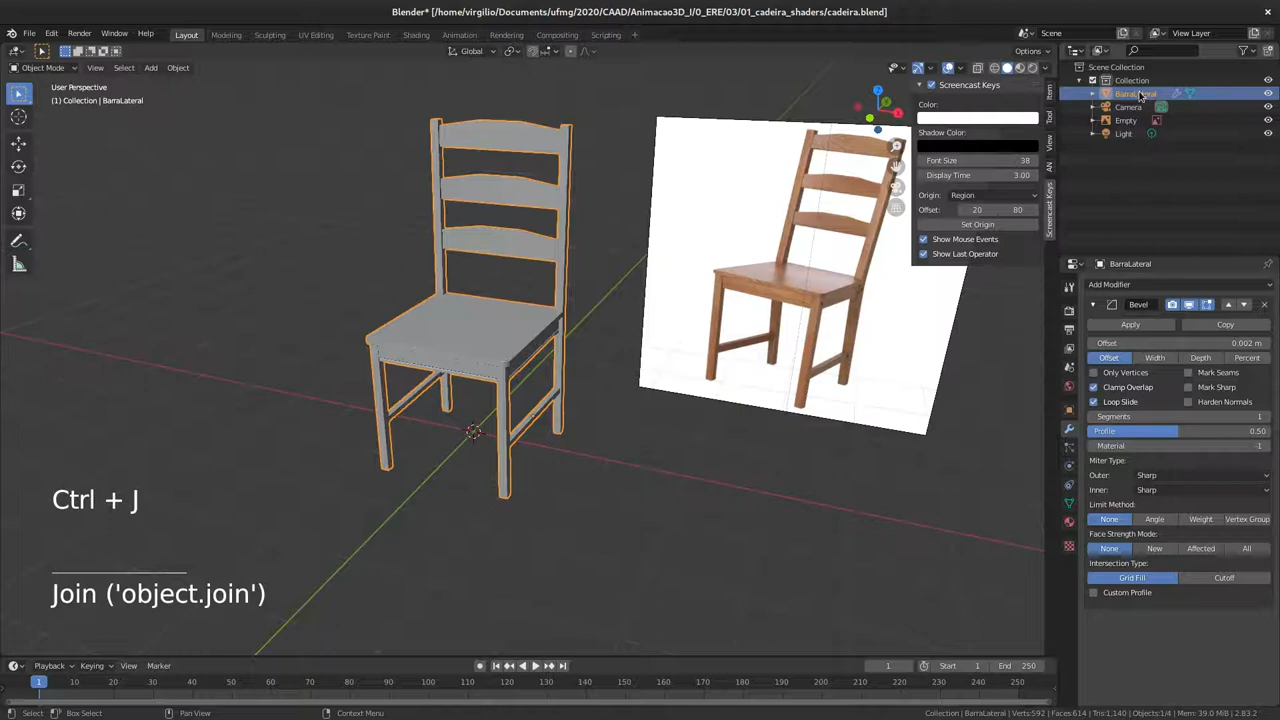 Blender* [/home/virgilio/Documents/ufmg/2020/CAAD/Animacao3D_I/0_ERE/03/01_cadeira_shaders/cadeira.blend]
File Edit Render Window Help Layout Modeling Sculpting UV Editing Texture Paint Shading Animation Rendering Compositing Scripting Scene View Layer
Global Options
Object Mode View Select Add Object
User Perspective
(1) Collection | BarraLateral
Screencast Keys
Color:
Shadow Color:
Font Size 38
Display Time 3.00
Origin: Region
Offset: 20 80
Set Origin
Show Mouse Events
Show Last Operator
Item
Tool
View
AN
Screencast Keys
Scene Collection
Collection
BarraLateral
Camera
Empty
Light
BarraLateral
Add Modifier
Bevel
Apply Copy
Offset 0.002 m
Offset Width Depth Percent
Only Vertices Mark Seams
Clamp Overlap Mark Sharp
Loop Slide Harden Normals
Segments 1
Profile 0.50
Material -1
Miter Type:
Outer: Sharp
Inner: Sharp
Limit Method:
None Angle Weight Vertex Group
Face Strength Mode:
None New Affected All
Intersection Type:
Grid Fill Cutoff
Custom Profile
Ctrl + J
Join ('object.join')
Playback Keying View Marker 1 Start 1 End 250
1 10 20 30 40 50 60 70 80 90 100 110 120 130 140 150 160 170 180 190 200 210 220 230 240 250
Select Box Select Pan View Context Menu Collection | BarraLateral | Verts:592 | Faces:614 | Tris:1,140 | Objects:1/4 | Mem: 39.0 MiB | 2.83.2